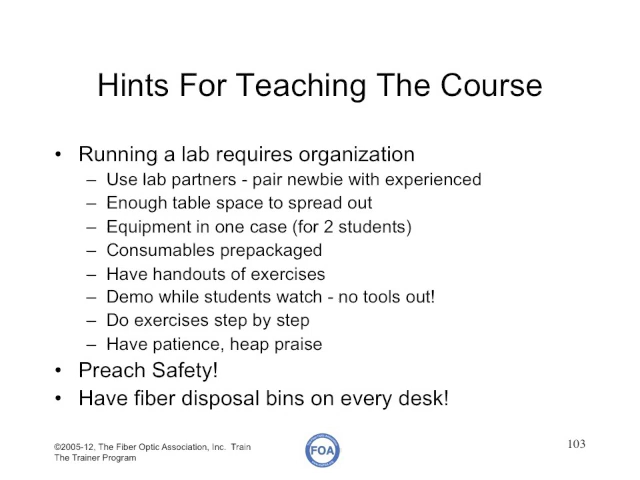 Hints For Teaching The Course
• Running a lab requires organization
– Use lab partners - pair newbie with experienced
– Enough table space to spread out
– Equipment in one case (for 2 students)
– Consumables prepackaged
– Have handouts of exercises
– Demo while students watch - no tools out!
– Do exercises step by step
– Have patience, heap praise
• Preach Safety!
• Have fiber disposal bins on every desk!
©2005-12, The Fiber Optic Association, Inc. Train
The Trainer Program
FOA
103